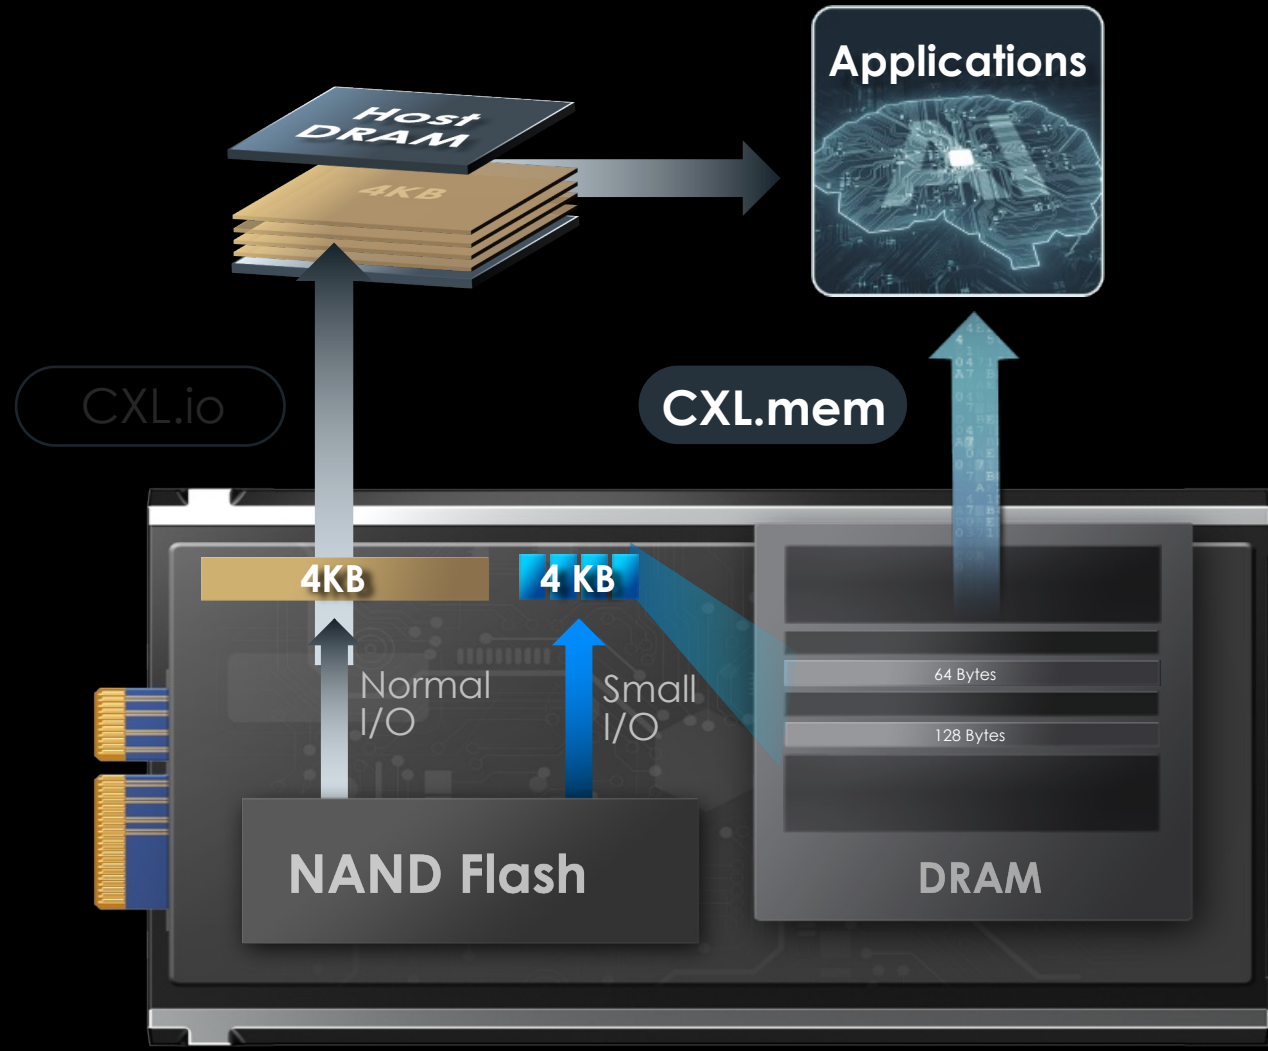 Applications
AI
Host
DRAM
4KB
CXL.io
CXL.mem
4KB
4 KB
Normal
I/O
Small
I/O
64 Bytes
128 Bytes
NAND Flash
DRAM